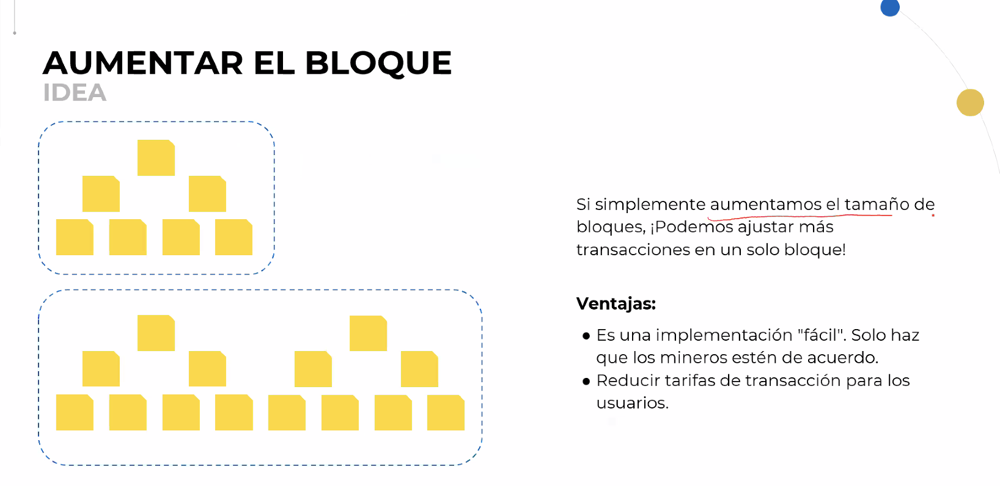 AUMENTAR EL BLOQUE
IDEA
Si simplemente aumentamos el tamaño de
bloques, ¡Podemos ajustar más
transacciones en un solo bloque!
Ventajas:
● Es una implementación "fácil". Solo haz
que los mineros estén de acuerdo.
● Reducir tarifas de transacción para los
usuarios.